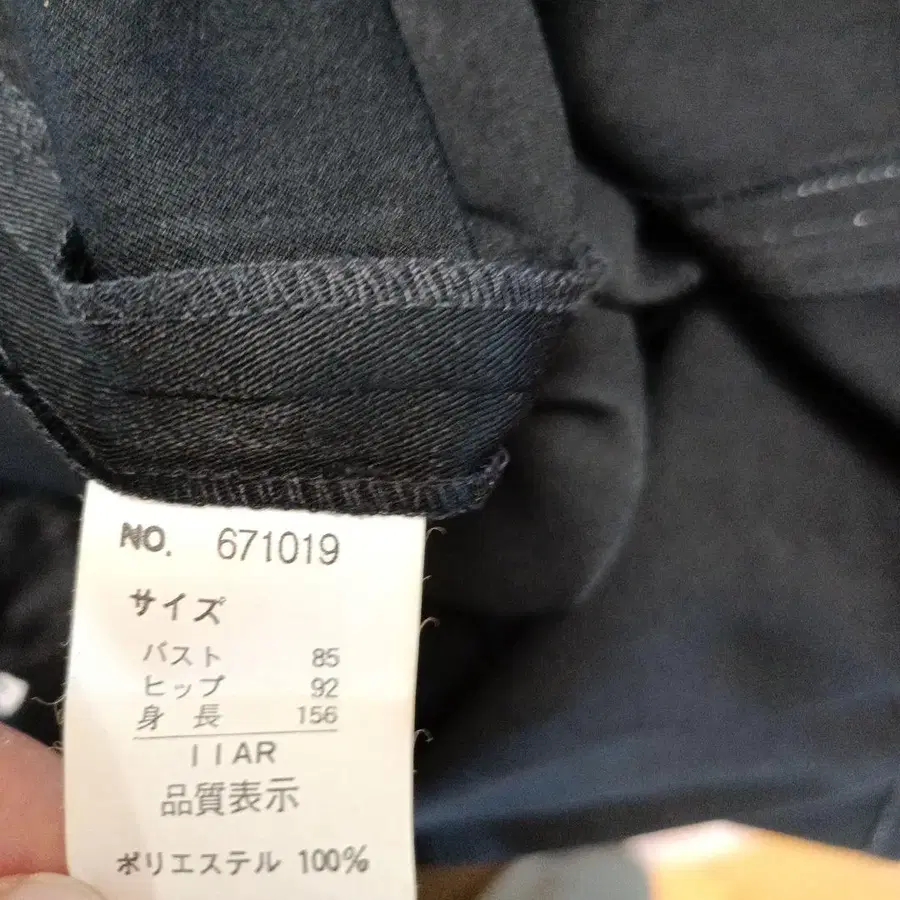 NO. 671019
サイズ
バスト 85
ヒップ 92
身長 156
11AR
品質表示
ポリエステル 100%